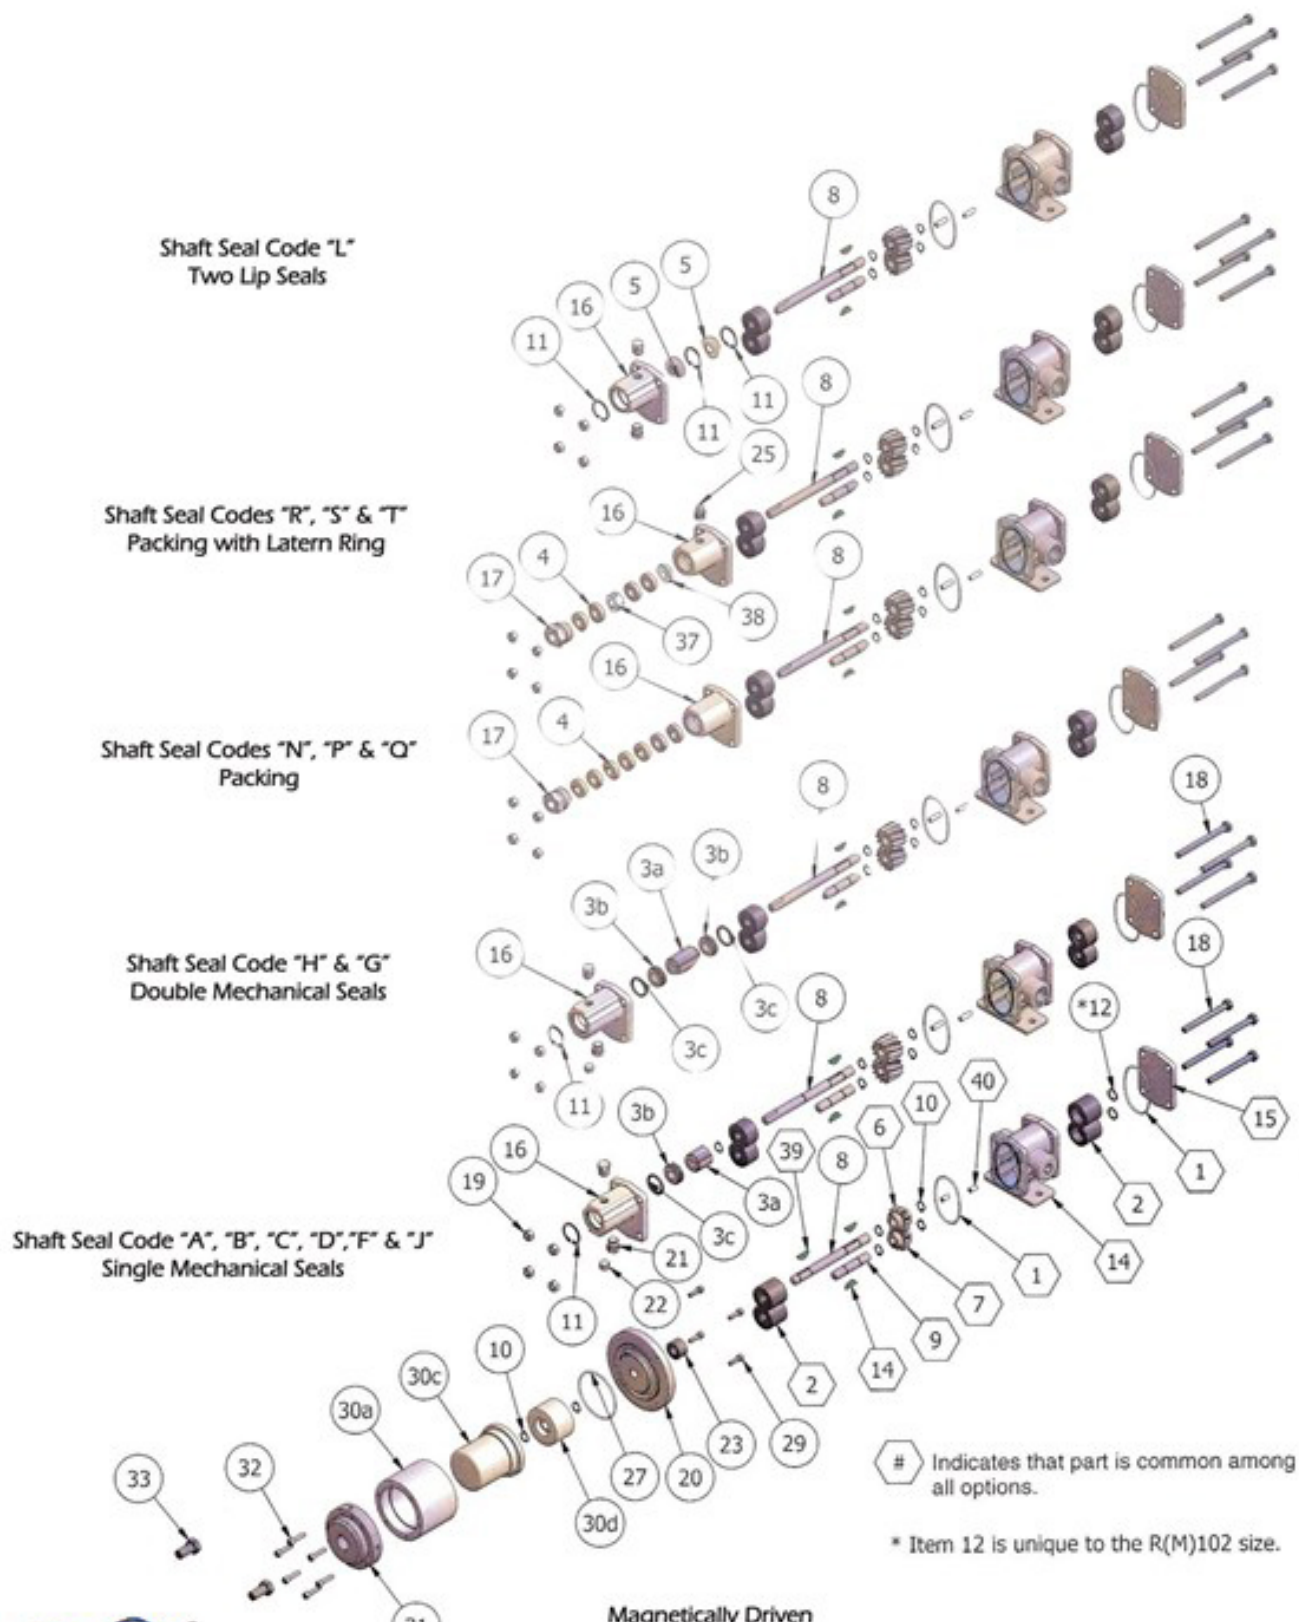 8
5
5
16
11
11
11
Shaft Seal Code "L"
Two Lip Seals
8
25
16
4
17
38
37
Shaft Seal Codes "R", "S" & "T"
Packing with Latern Ring
8
16
4
17
Shaft Seal Codes "N", "P" & "Q"
Packing
8
3b
3a
3b
16
3c
3c
11
Shaft Seal Code "H" & "G"
Double Mechanical Seals
18
8
3b
16
19
3a
3c
21
22
11
Shaft Seal Code "A", "B", "C", "D","F" & "J"
Single Mechanical Seals
18
*12
40
10
6
8
39
15
1
2
14
1
7
9
14
2
10
30c
30a
32
33
29
23
20
27
30d
# Indicates that part is common among
all options.
* Item 12 is unique to the R(M)102 size.
Magnetically Driven